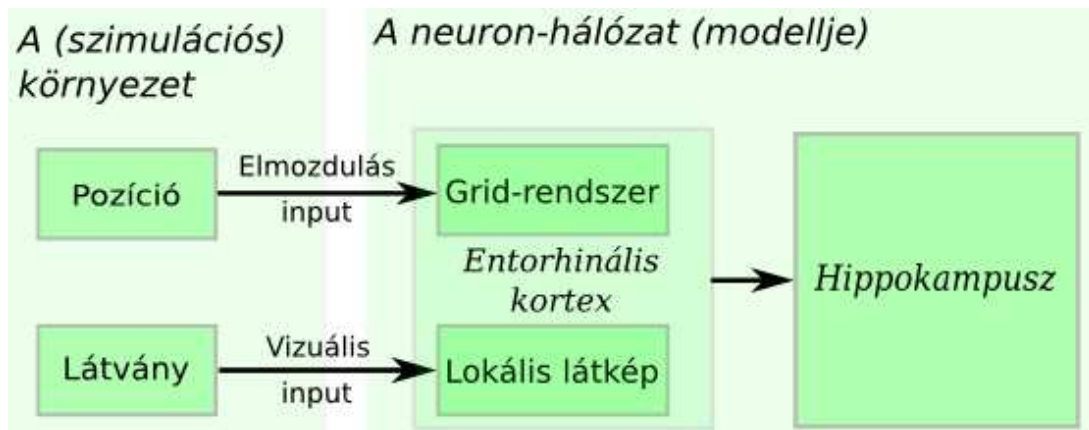 A (szimulációs)
környezet
A neuron-hálózat (modellje)
Pozíció
Elmozdulás
input
Grid-rendszer
Entorhinális
kortex
Hippokampusz
Látvány
Vizuális
input
Lokális látkép